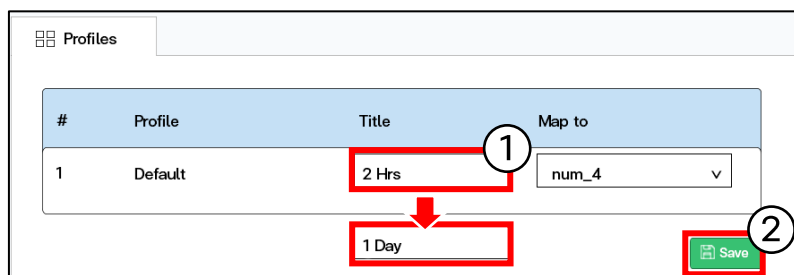 Profiles
# Profile Title Map to
1
1 Default 2 Hrs num_4
1 Day
2
Save